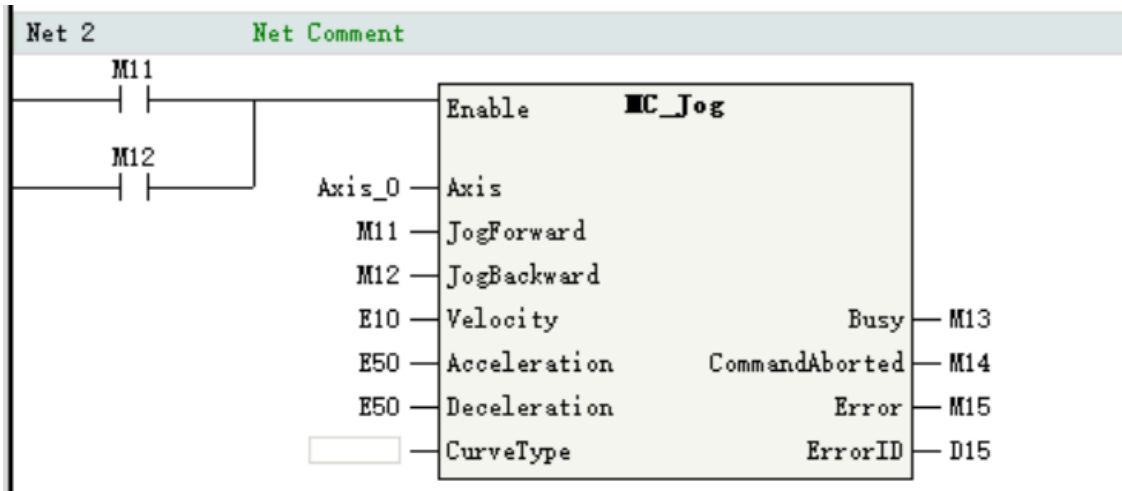 Net 2 Net Comment
M11
Enable MC_Jog
M12
Axis_0 Axis
M11 JogForward
M12 JogBackward
E10 Velocity Busy M13
E50 Acceleration CommandAborted M14
E50 Deceleration Error M15
CurveType ErrorID D15